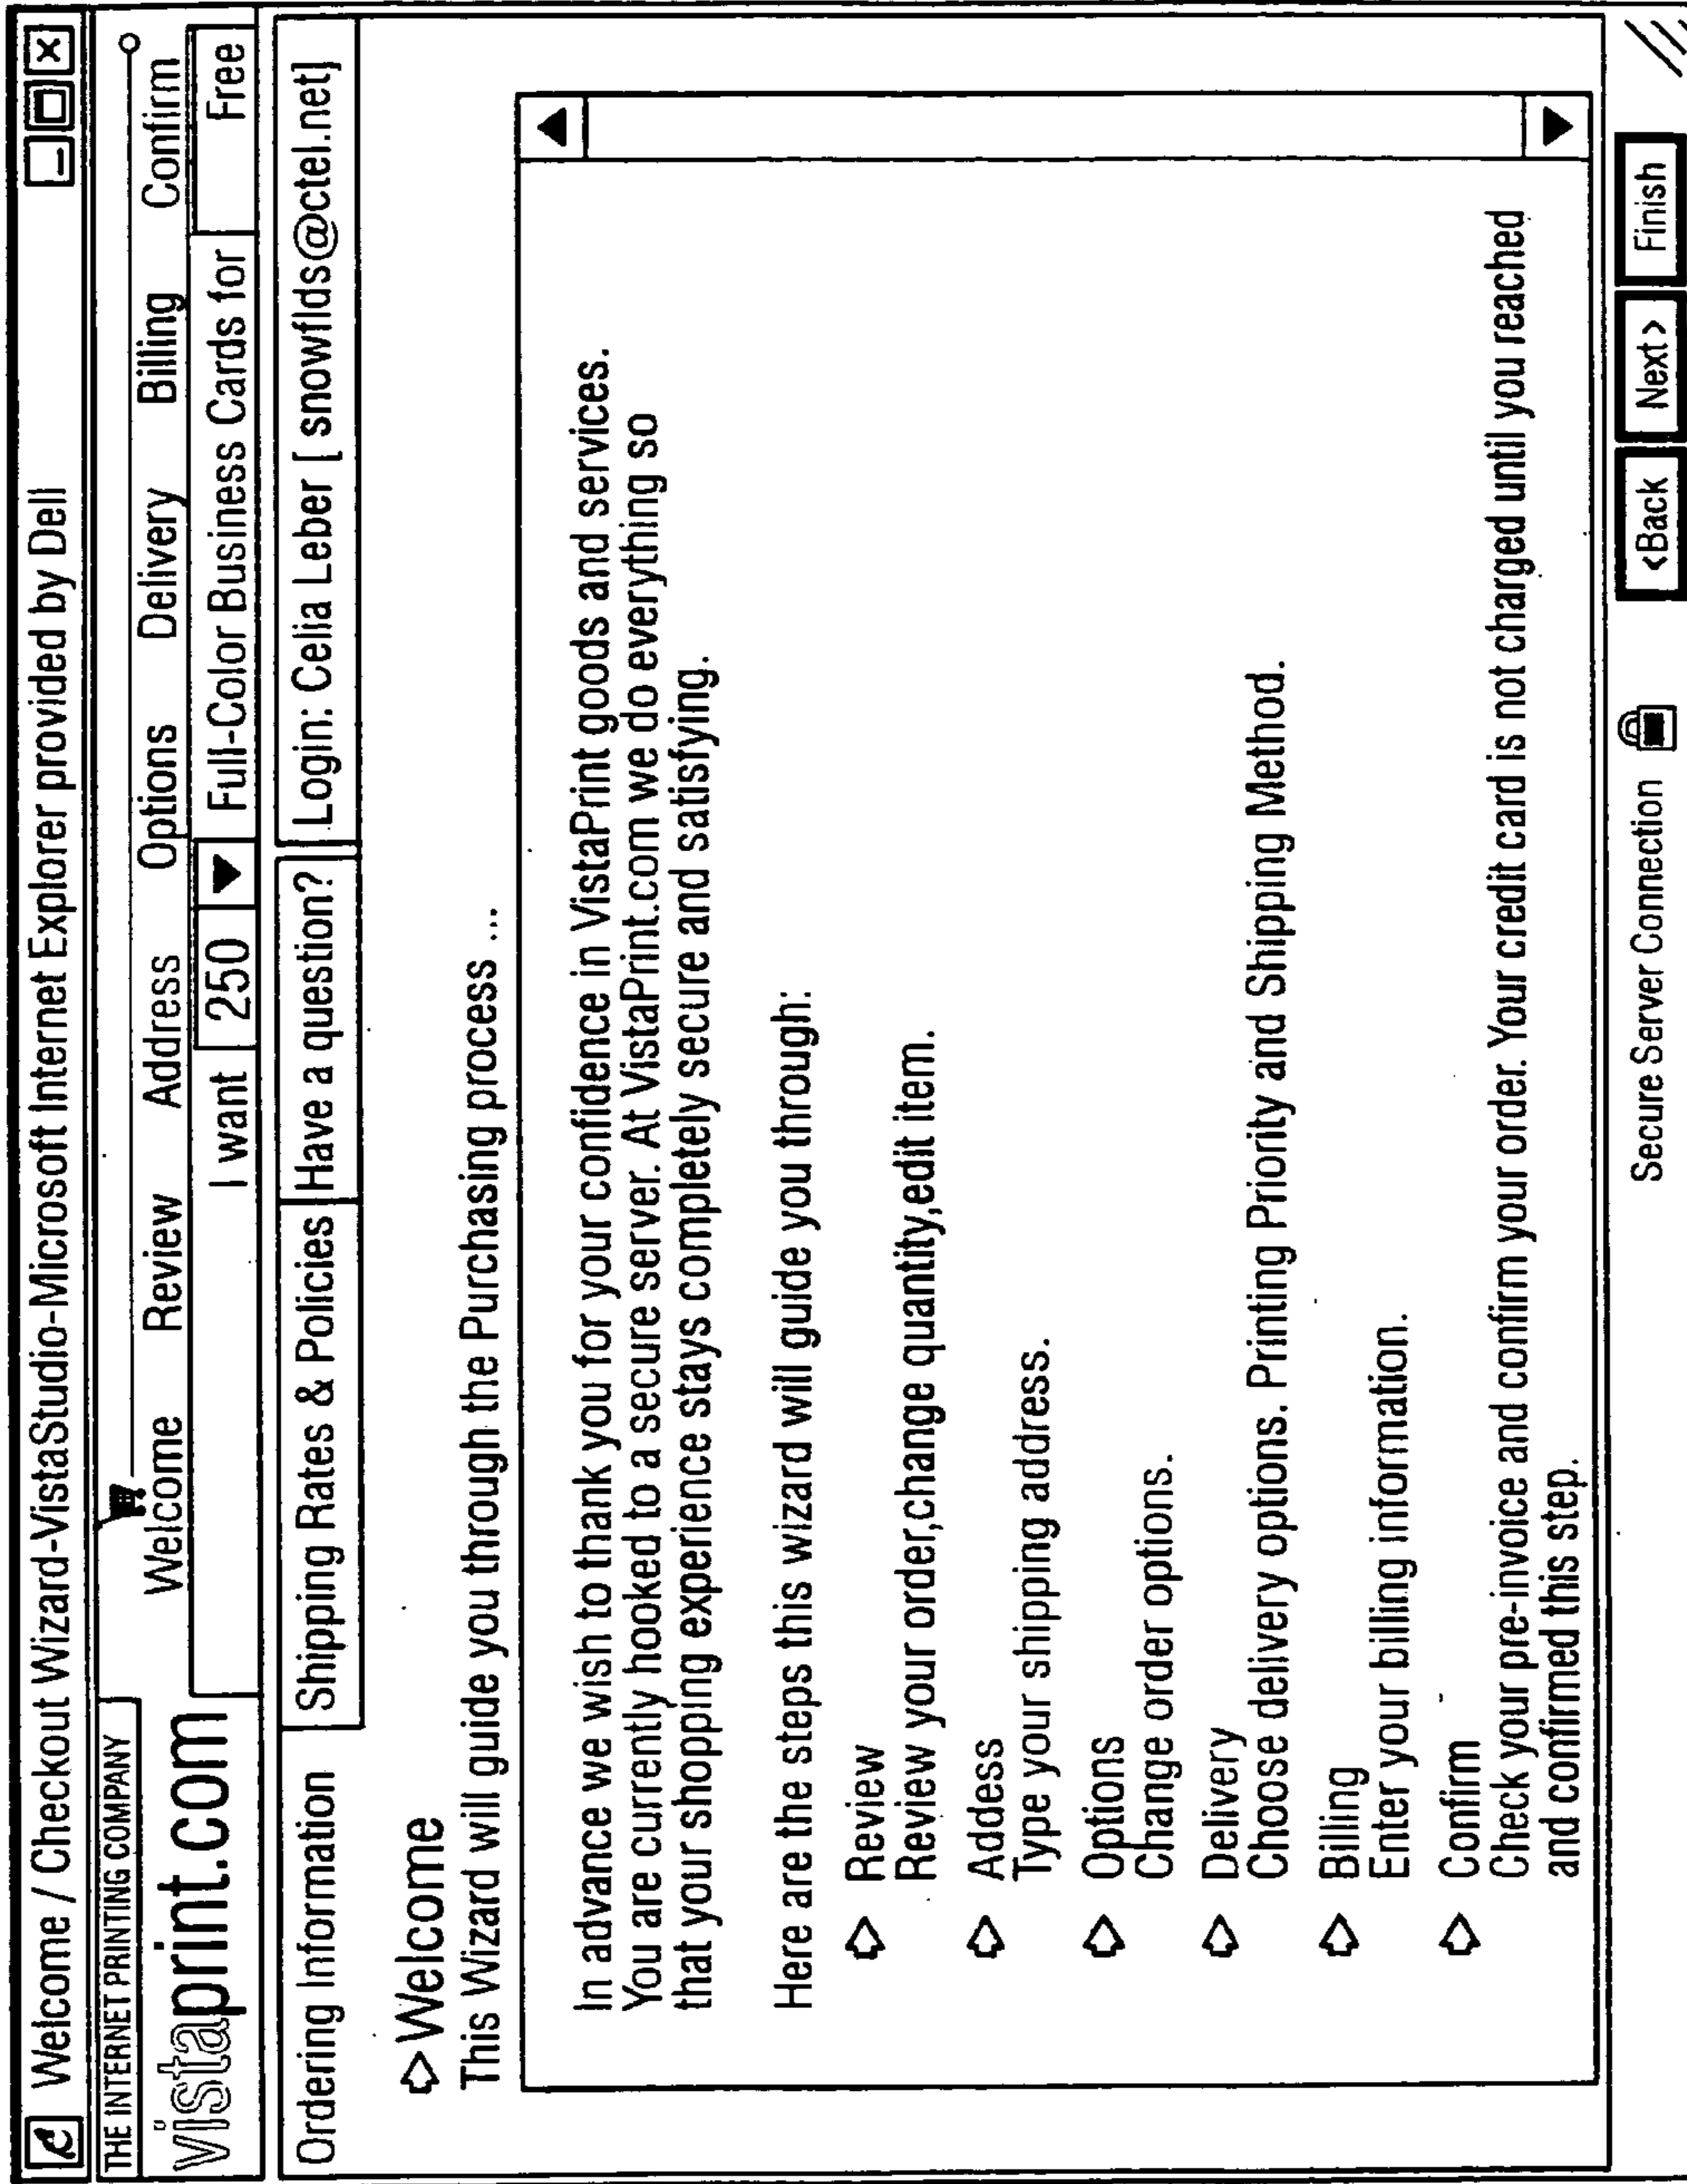 Welcome / Checkout Wizard-VistaStudio-Microsoft Internet Explorer provided by Dell
THE INTERNET PRINTING COMPANY
vistaprint.com
Welcome Review Address Options Delivery Billing Confirm
I want 250 Full-Color Business Cards for Free
Ordering Information Shipping Rates & Policies Have a question? Login: Celia Leber [ snowflds@ctel.net]
Welcome
This Wizard will guide you through the Purchasing process ...
In advance we wish to thank you for your confidence in VistaPrint goods and services.
You are currently hooked to a secure server. At VistaPrint.com we do everything so
that your shopping experience stays completely secure and satisfying.
Here are the steps this wizard will guide you through:
Review
Review your order,change quantity,edit item.
Addess
Type your shipping address.
Options
Change order options.
Delivery
Choose delivery options. Printing Priority and Shipping Method.
Billing
Enter your billing information.
Confirm
Check your pre-invoice and confirm your order. Your credit card is not charged until you reached
and confirmed this step.
Secure Server Connection <Back Next> Finish